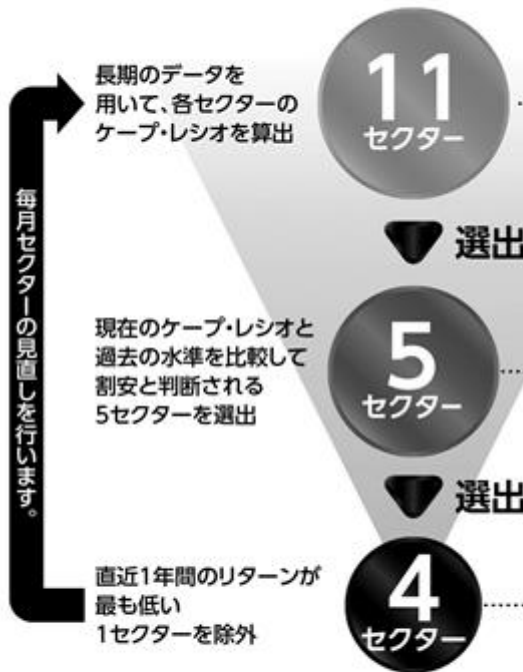 長期のデータを
用いて、各セクターの
ケープ・レシオを算出
11
セクター
選出
現在のケープ・レシオと
過去の水準を比較して
割安と判断される
5セクターを選出
5
セクター
選出
直近1年間のリターンが
最も低い
1セクターを除外
4
セクター
毎月セクターの見直しを行います。